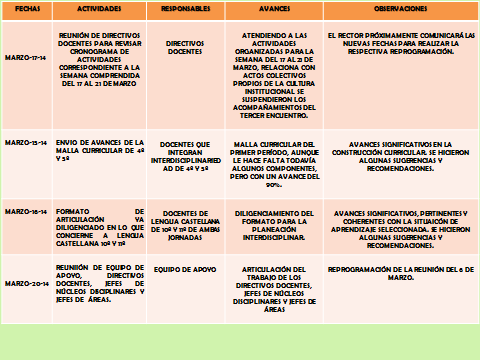 FECHAS ACTIVIDADES RESPONSABLES AVANCES OBSERVACIONES
MARZO-17-14
REUNIÓN DE DIRECTIVOS
DOCENTES PARA REVISAR
CRONOGRAMA DE
ACTIVIDADES
CORRESPONDIENTE A LA
SEMANA COMPRENDIDA
DEL 17 AL 21 DE MARZO
DIRECTIVOS
DOCENTES
ATENDIENDO A LAS
ACTIVIDADES
ORGANIZADAS PARA LA
SEMANA DEL 17 AL 21 DE
MARZO, RELACIONA CON
ACTOS COLECTIVOS
PROPIOS DE LA CULTURA
INSTITUCIONAL SE
SUSPENDIERON LOS
ACOMPAÑAMIENTOS DEL
TERCER ENCUENTRO.
EL RECTOR PRÓXIMAMENTE COMUNICARÁ LAS
NUEVAS FECHAS PARA REALIZAR LA
RESPECTIVA REPROGRAMACIÓN.
MARZO-15-14
ENVIO DE AVANCES DE LA
MALLA CURRICULAR DE 4º
Y 5º
DOCENTES QUE
INTEGRAN
INTERDISCIPLINARIED
AD DE 4º Y 5º
MALLA CURRICULAR DEL
PRIMER PERÍODO, AUNQUE
LE HACE FALTA TODAVÍA
ALGUNOS COMPONENTES,
PERO CON UN AVANCE DEL
90%.
AVANCES SIGNIFICATIVOS EN LA
CONSTRUCCIÓN CURRICULAR. SE HICIERON
ALGUNAS SUGERENCIAS Y
RECOMENDACIONES.
MARZO-16-14
FORMATO DE
ARTICULACIÓN YA
DILIGENCIADO EN LO QUE
CONCIERNE A LENGUA
CASTELLANA 10º Y 11º
DOCENTES DE
LENGUA CASTELLANA
DE 10º Y 11º DE AMBAS
JORNADAS
DILIGENCIAMIENTO DEL
FORMATO PARA LA
PLANEACIÓN
INTERDISCIPLINAR.
AVANCES SIGNIFICATIVOS, PERTINENTES Y
COHERENTES CON LA SITUAICÓN DE
APRENDIZAJE SELECCIONADA. SE HICIERON
ALGUNAS SUGERENCIAS Y
RECOMENDACIONES.
MARZO-20-14
REUNIIÓN DE EQUIPO DE
APOYO, DIRECTIVOS
DOCENTES, JEFES DE
NÚCLEOS DISCIPLINARES Y
JEFES DE ÁREAS.
EQUIPO DE APOYO
ARTICULACIÓN DEL
TRABAJO DE LOS
DIRECTIVOS DOCENTES,
JEFES DE NÚCLEOS
DISCIPLINARES Y JEFES DE
ÁREAS
REPROGRAMACIÓN DE LA REUNIÓN DEL 6 DE
MARZO.